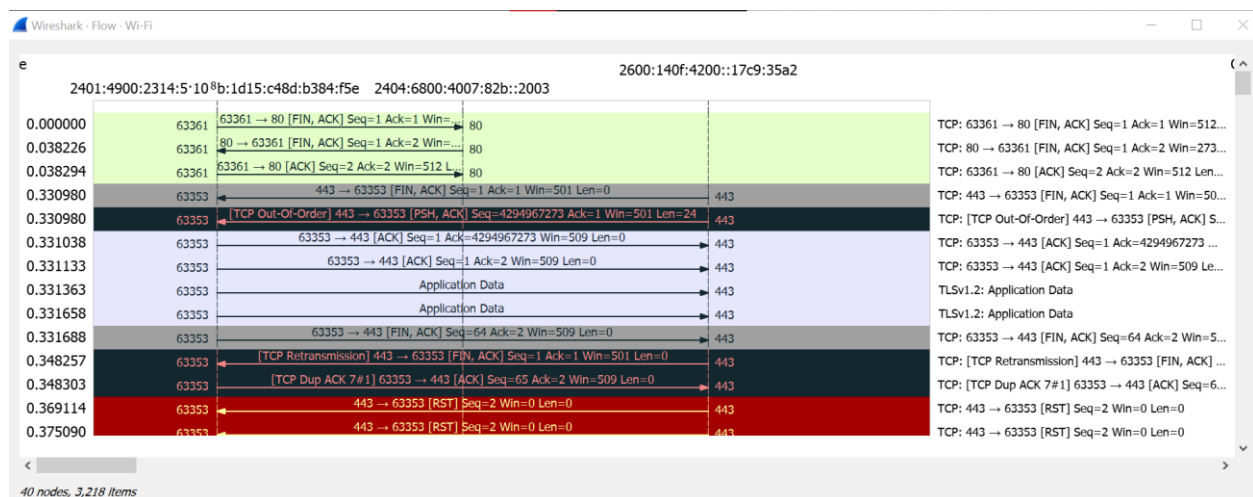 Wireshark · Flow · Wi-Fi
e
2600:140f:4200::17c9:35a2
2401:4900:2314:5·10⁸b:1d15:c48d:b384:f5e 2404:6800:4007:82b::2003
0.000000 63361 63361 → 80 [FIN, ACK] Seq=1 Ack=1 Win=... 80 TCP: 63361 → 80 [FIN, ACK] Seq=1 Ack=1 Win=512...
0.038226 63361 80 → 63361 [FIN, ACK] Seq=1 Ack=2 Win=... 80 TCP: 80 → 63361 [FIN, ACK] Seq=1 Ack=2 Win=273...
0.038294 63361 63361 → 80 [ACK] Seq=2 Ack=2 Win=512 L... 80 TCP: 63361 → 80 [ACK] Seq=2 Ack=2 Win=512 Len...
0.330980 63353 443 → 63353 [FIN, ACK] Seq=1 Ack=1 Win=501 Len=0 443 TCP: 443 → 63353 [FIN, ACK] Seq=1 Ack=1 Win=50...
0.330980 63353 [TCP Out-Of-Order] 443 → 63353 [PSH, ACK] Seq=4294967273 Ack=1 Win=501 Len=24 443 TCP: [TCP Out-Of-Order] 443 → 63353 [PSH, ACK] S...
0.331038 63353 63353 → 443 [ACK] Seq=1 Ack=4294967273 Win=509 Len=0 443 TCP: 63353 → 443 [ACK] Seq=1 Ack=4294967273 ...
0.331133 63353 63353 → 443 [ACK] Seq=1 Ack=2 Win=509 Len=0 443 TCP: 63353 → 443 [ACK] Seq=1 Ack=2 Win=509 Le...
0.331363 63353 Application Data 443 TLSv1.2: Application Data
0.331658 63353 Application Data 443 TLSv1.2: Application Data
0.331688 63353 63353 → 443 [FIN, ACK] Seq=64 Ack=2 Win=509 Len=0 443 TCP: 63353 → 443 [FIN, ACK] Seq=64 Ack=2 Win=5...
0.348257 63353 [TCP Retransmission] 443 → 63353 [FIN, ACK] Seq=1 Ack=1 Win=501 Len=0 443 TCP: [TCP Retransmission] 443 → 63353 [FIN, ACK] ...
0.348303 63353 [TCP Dup ACK 7#1] 63353 → 443 [ACK] Seq=65 Ack=2 Win=509 Len=0 443 TCP: [TCP Dup ACK 7#1] 63353 → 443 [ACK] Seq=6...
0.369114 63353 443 → 63353 [RST] Seq=2 Win=0 Len=0 443 TCP: 443 → 63353 [RST] Seq=2 Win=0 Len=0
0.375090 63353 443 → 63353 [RST] Seq=2 Win=0 Len=0 443 TCP: 443 → 63353 [RST] Seq=2 Win=0 Len=0
40 nodes, 3,218 items